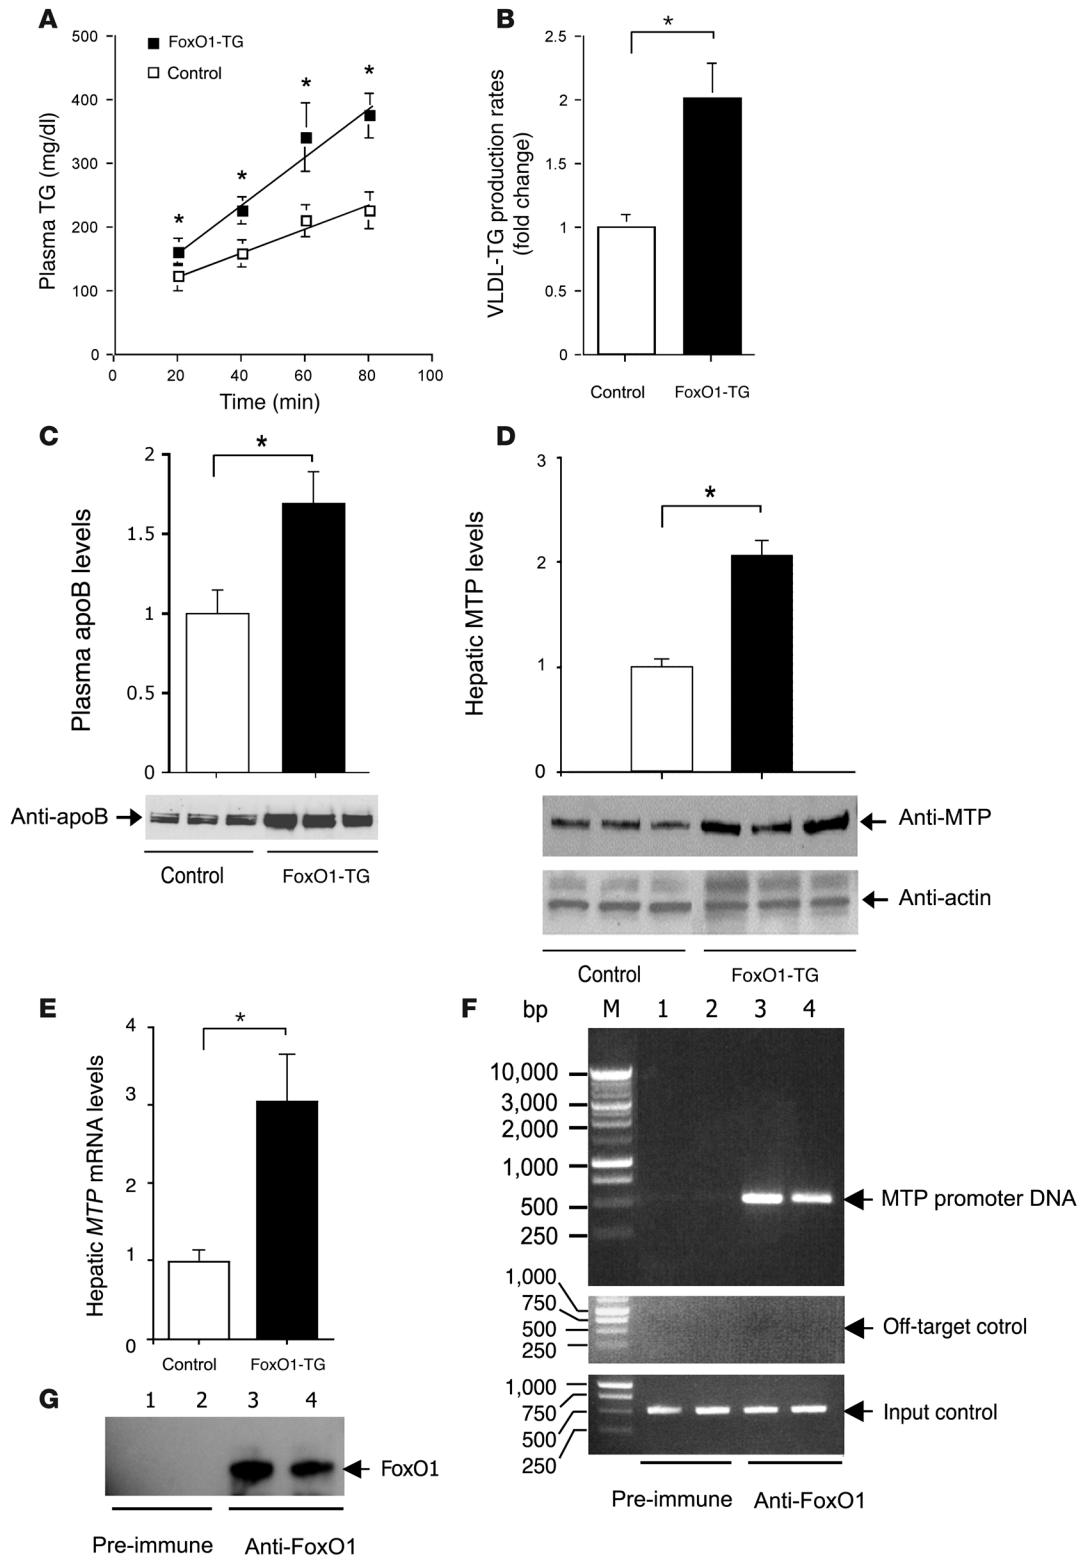 A
500
400
300
200
100
0
Plasma TG (mg/dl)
FoxO1-TG
Control
*
*
*
*
0
20
40
60
80
100
Time (min)
B
2.5
2
1.5
1
0.5
0
VLDL-TG production rates
(fold change)
*
Control
FoxO1-TG
C
2
1.5
1
0.5
0
Plasma apoB levels
*
Anti-apoB
Control
FoxO1-TG
D
3
2
1
0
Hepatic MTP levels
*
Anti-MTP
Anti-actin
Control
FoxO1-TG
E
4
3
2
1
0
Hepatic MTP mRNA levels
*
Control
FoxO1-TG
F
bp M 1 2 3 4
10,000
3,000
2,000
1,000
500
250
MTP promoter DNA
1,000
750
500
250
Off-target cotrol
1,000
750
500
250
Input control
Pre-immune
Anti-FoxO1
G
1 2 3 4
FoxO1
Pre-immune
Anti-FoxO1